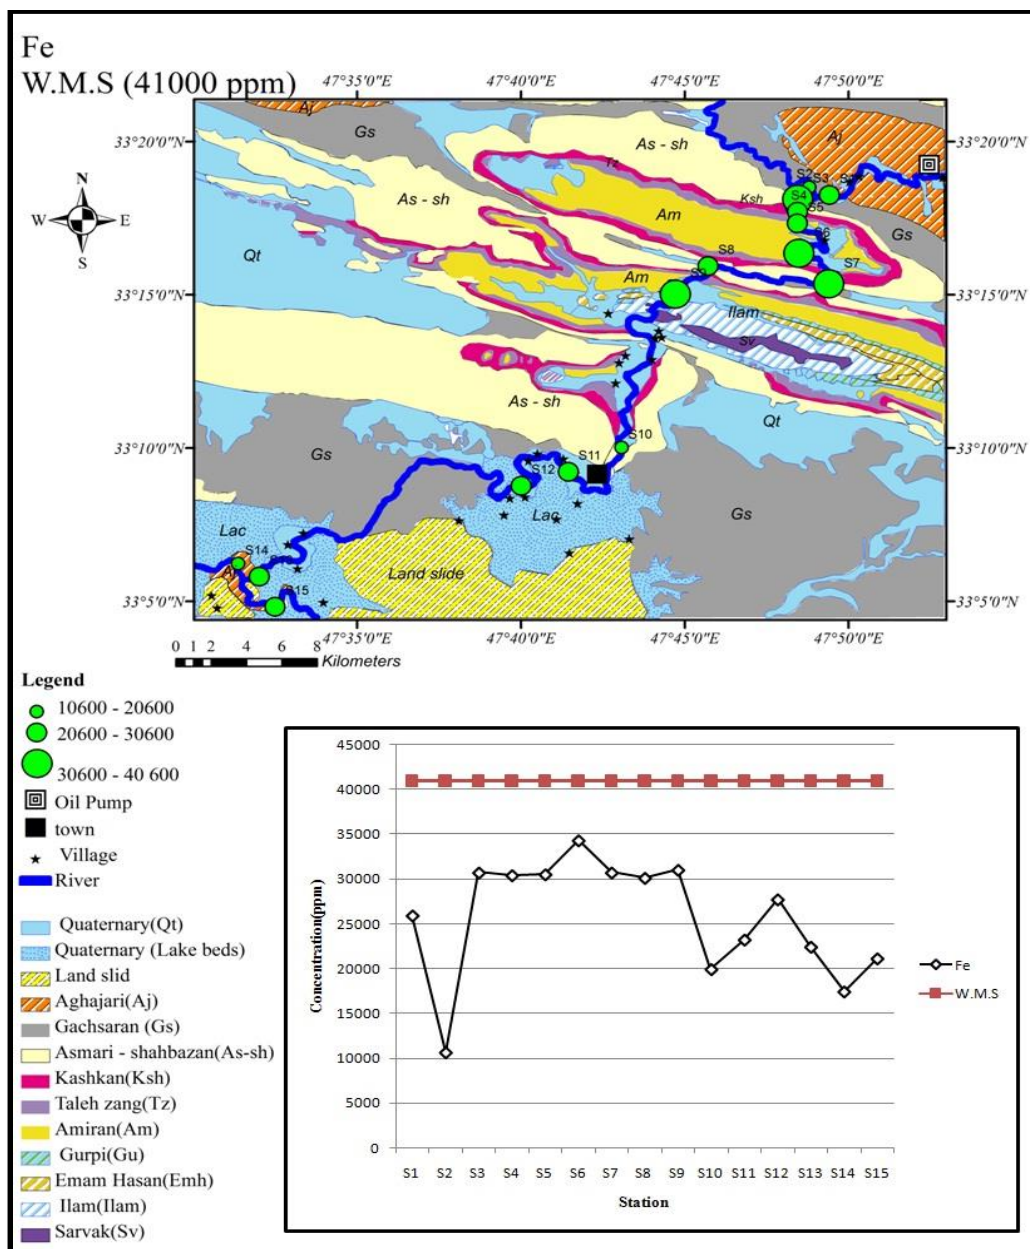 Fe
W.M.S (41000 ppm)
47°35'0"E 47°40'0"E 47°45'0"E 47°50'0"E
33°20'0"N
33°20'0"N
33°15'0"N
33°15'0"N
33°10'0"N
33°10'0"N
33°5'0"N
33°5'0"N
N
W E
S
Aj
Gs
As - sh
Aj
Tz
As - sh
Ksh
Am
Gs
Qt
Am
Ilam
Sv
As - sh
Qt
Gs
Lac
Gs
Lac
Land slide
S2
S3
S4
S5
S6
S7
S8
S10
S11
S12
S14
S15
47°35'0"E 47°40'0"E 47°45'0"E 47°50'0"E
0 1 2 4 6 8
Kilometers
Legend
10600 - 20600
20600 - 30600
30600 - 40 600
Oil Pump
town
Village
River
Quaternary(Qt)
Quaternary (Lake beds)
Land slid
Aghajari(Aj)
Gachsaran (Gs)
Asmari - shahbazan(As-sh)
Kashkan(Ksh)
Taleh zang(Tz)
Amiran(Am)
Gurpi(Gu)
Emam Hasan(Emh)
Ilam(Ilam)
Sarvak(Sv)
Concentration(ppm)
45000
40000
35000
30000
25000
20000
15000
10000
5000
0
S1 S2 S3 S4 S5 S6 S7 S8 S9 S10 S11 S12 S13 S14 S15
Station
Fe
W.M.S